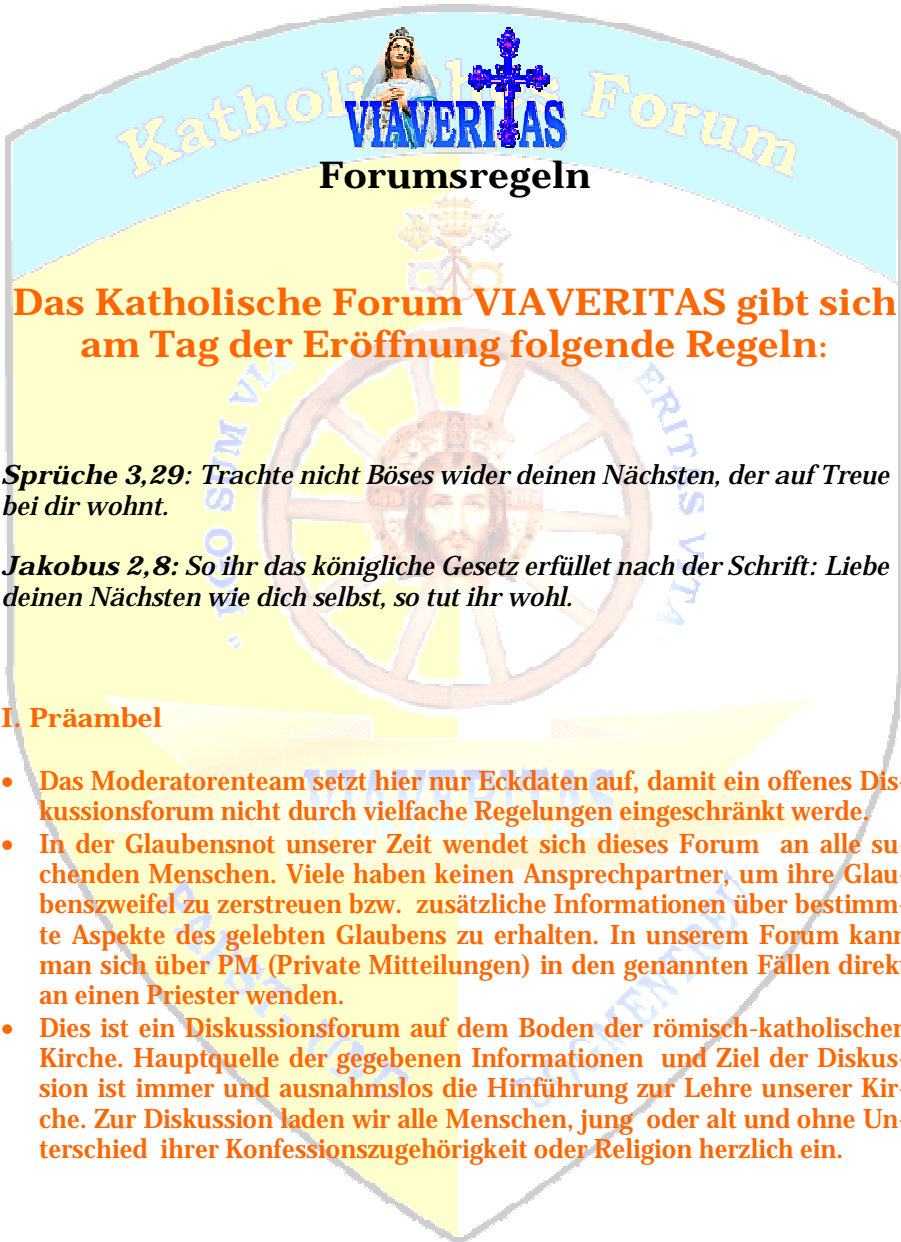 Katholisches Forum
VIAVERITAS
Forumsregeln
Das Katholische Forum VIAVERITAS gibt sich
am Tag der Eröffnung folgende Regeln:
"EGO SUM VIA VERITAS VITA
Sprüche 3,29: Trachte nicht Böses wider deinen Nächsten, der auf Treue
bei dir wohnt.
Jakobus 2,8: So ihr das königliche Gesetz erfüllet nach der Schrift: Liebe
deinen Nächsten wie dich selbst, so tut ihr wohl.
I. Präambel
VIAVERITAS
• Das Moderatorenteam setzt hier nur Eckdaten auf, damit ein offenes Dis-
kussionsforum nicht durch vielfache Regelungen eingeschränkt werde.
• In der Glaubensnot unserer Zeit wendet sich dieses Forum an alle su-
chenden Menschen. Viele haben keinen Ansprechpartner, um ihre Glau-
benszweifel zu zerstreuen bzw. zusätzliche Informationen über bestimm-
te Aspekte des gelebten Glaubens zu erhalten. In unserem Forum kann
man sich über PM (Private Mitteilungen) in den genannten Fällen direkt
an einen Priester wenden.
• Dies ist ein Diskussionsforum auf dem Boden der römisch-katholischen
Kirche. Hauptquelle der gegebenen Informationen und Ziel der Diskus-
sion ist immer und ausnahmslos die Hinführung zur Lehre unserer Kir-
che. Zur Diskussion laden wir alle Menschen, jung oder alt und ohne Un-
terschied ihrer Konfessionszugehörigkeit oder Religion herzlich ein.
PAPST- UND
DOGMENTREU